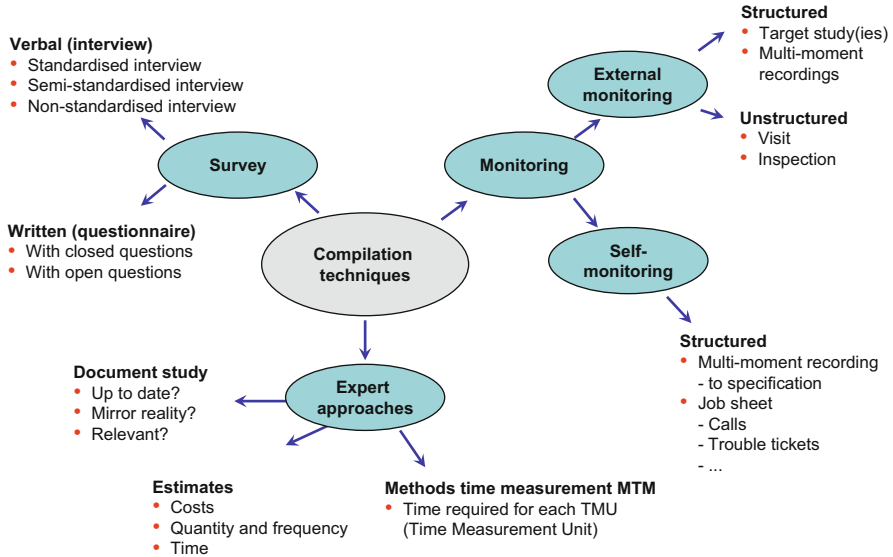 Verbal (interview)
• Standardised interview
• Semi-standardised interview
• Non-standardised interview
Survey
Written (questionnaire)
• With closed questions
• With open questions
Compilation
techniques
Monitoring
External
monitoring
Structured
• Target study(ies)
• Multi-moment
recordings
Unstructured
• Visit
• Inspection
Self-
monitoring
Structured
• Multi-moment recording
- to specification
• Job sheet
- Calls
- Trouble tickets
- ...
Expert
approaches
Document study
• Up to date?
• Mirror reality?
• Relevant?
Estimates
• Costs
• Quantity and frequency
• Time
Methods time measurement MTM
• Time required for each TMU
(Time Measurement Unit)